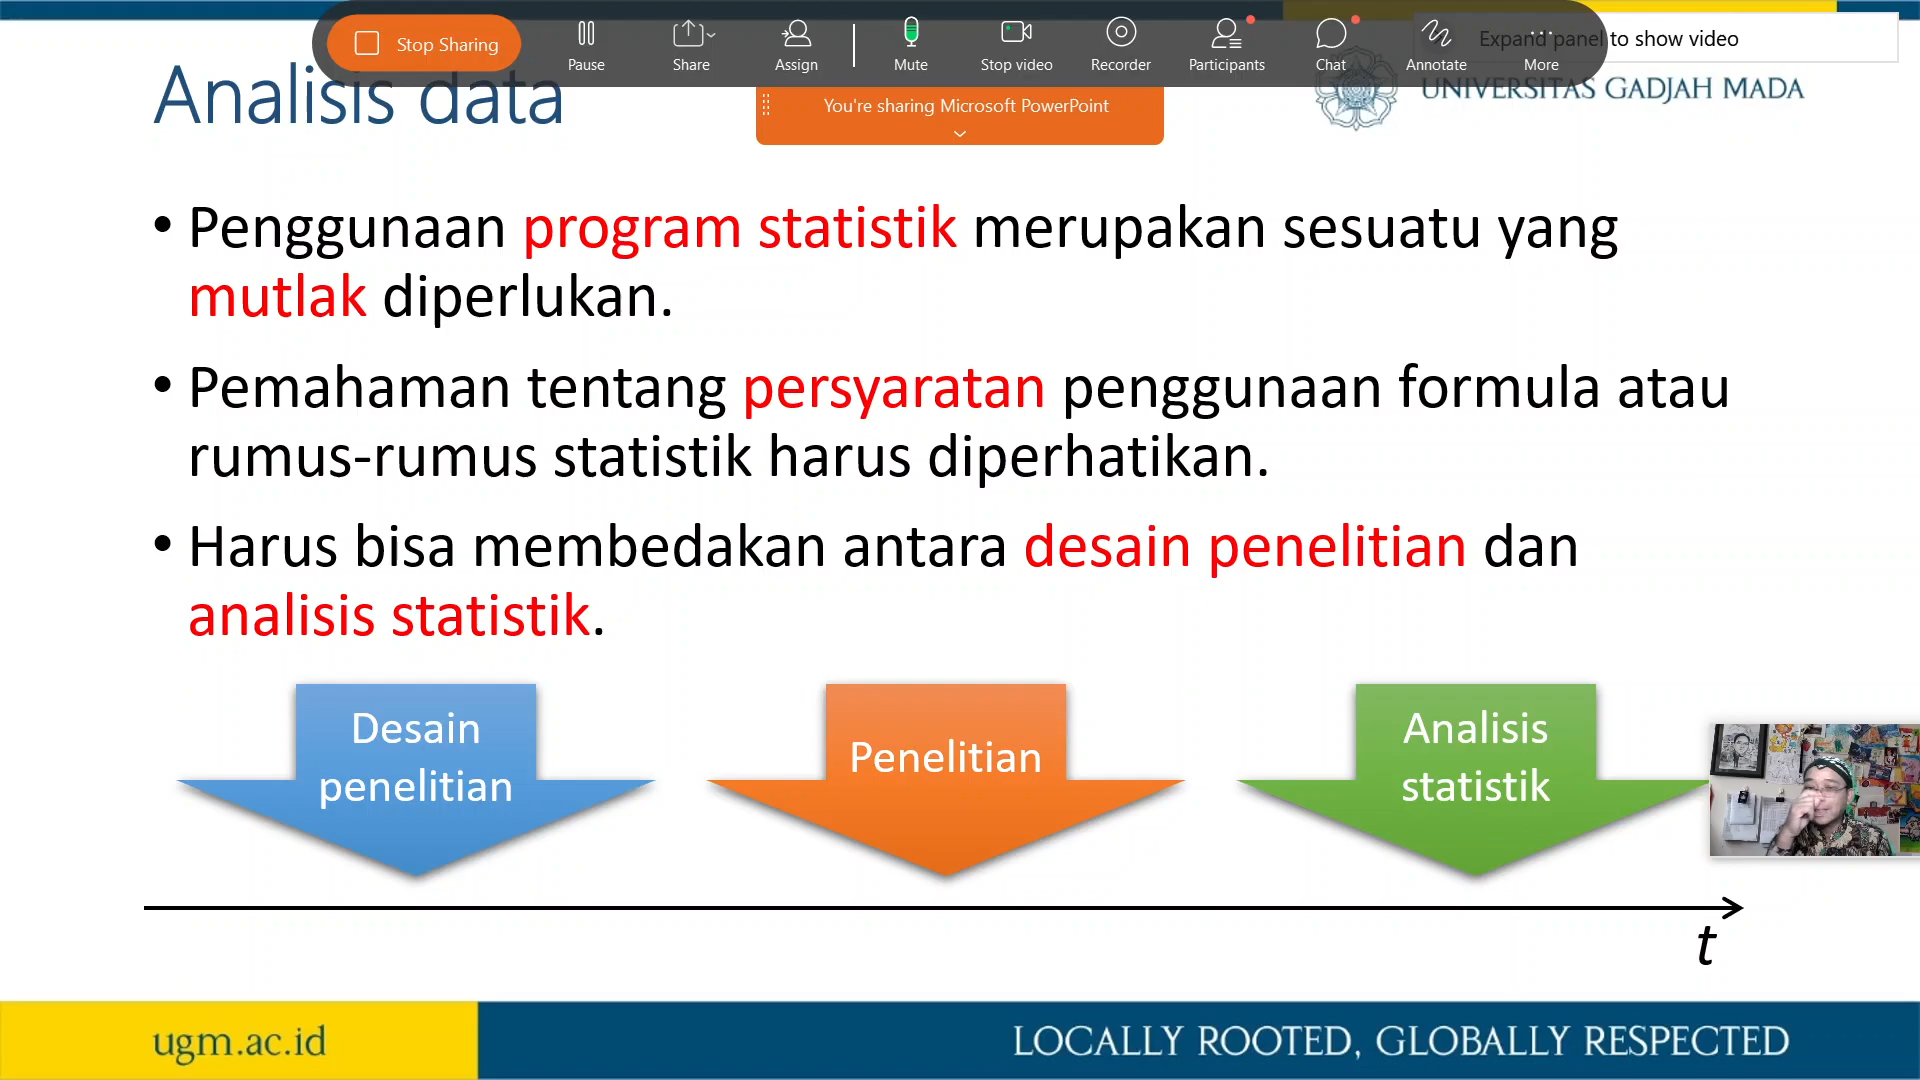 Stop Sharing
Pause
Share
Assign
Mute
Stop video
Recorder
Participants
Chat
Annotate
More
Expand panel to show video
You're sharing Microsoft PowerPoint
Analisis data
UNIVERSITAS GADJAH MADA
• Penggunaan program statistik merupakan sesuatu yang
mutlak diperlukan.
• Pemahaman tentang persyaratan penggunaan formula atau
rumus-rumus statistik harus diperhatikan.
• Harus bisa membedakan antara desain penelitian dan
analisis statistik.
Desain
penelitian
Penelitian
Analisis
statistik
t
ugm.ac.id
LOCALLY ROOTED, GLOBALLY RESPECTED